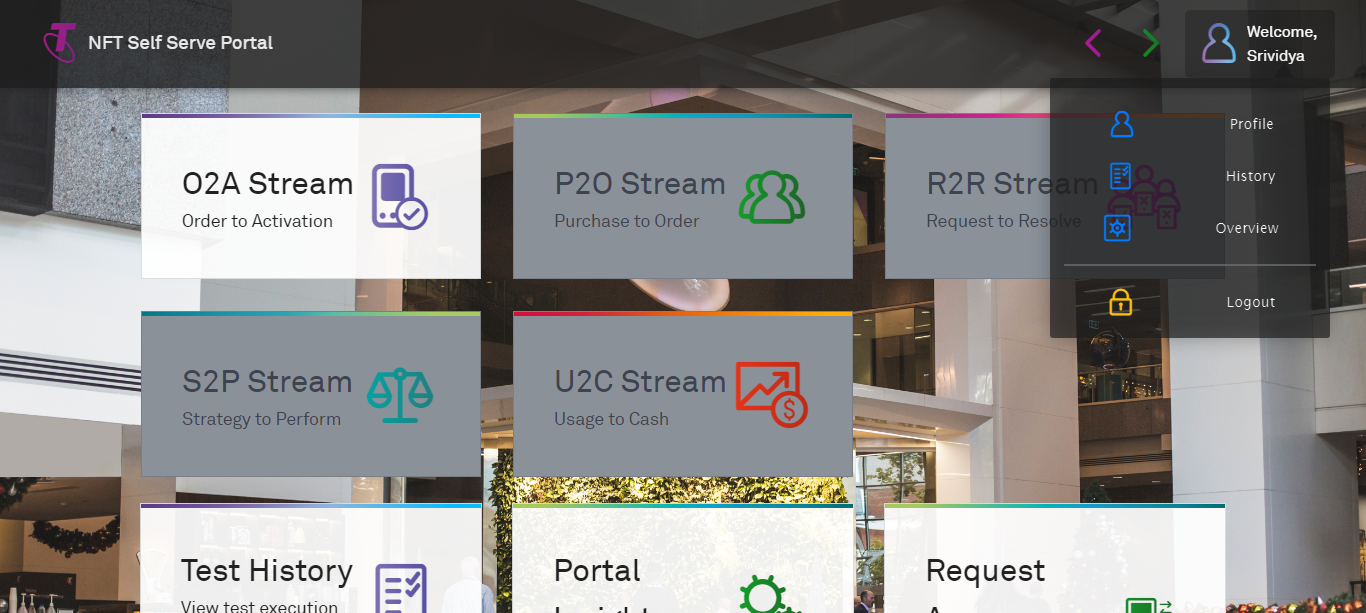 NFT Self Serve Portal
Welcome,
Srividya
Profile
History
Overview
Logout
O2A Stream
Order to Activation
P2O Stream
Purchase to Order
R2R Stream
Request to Resolve
S2P Stream
Strategy to Perform
U2C Stream
Usage to Cash
Test History
View test execution
Portal
Request